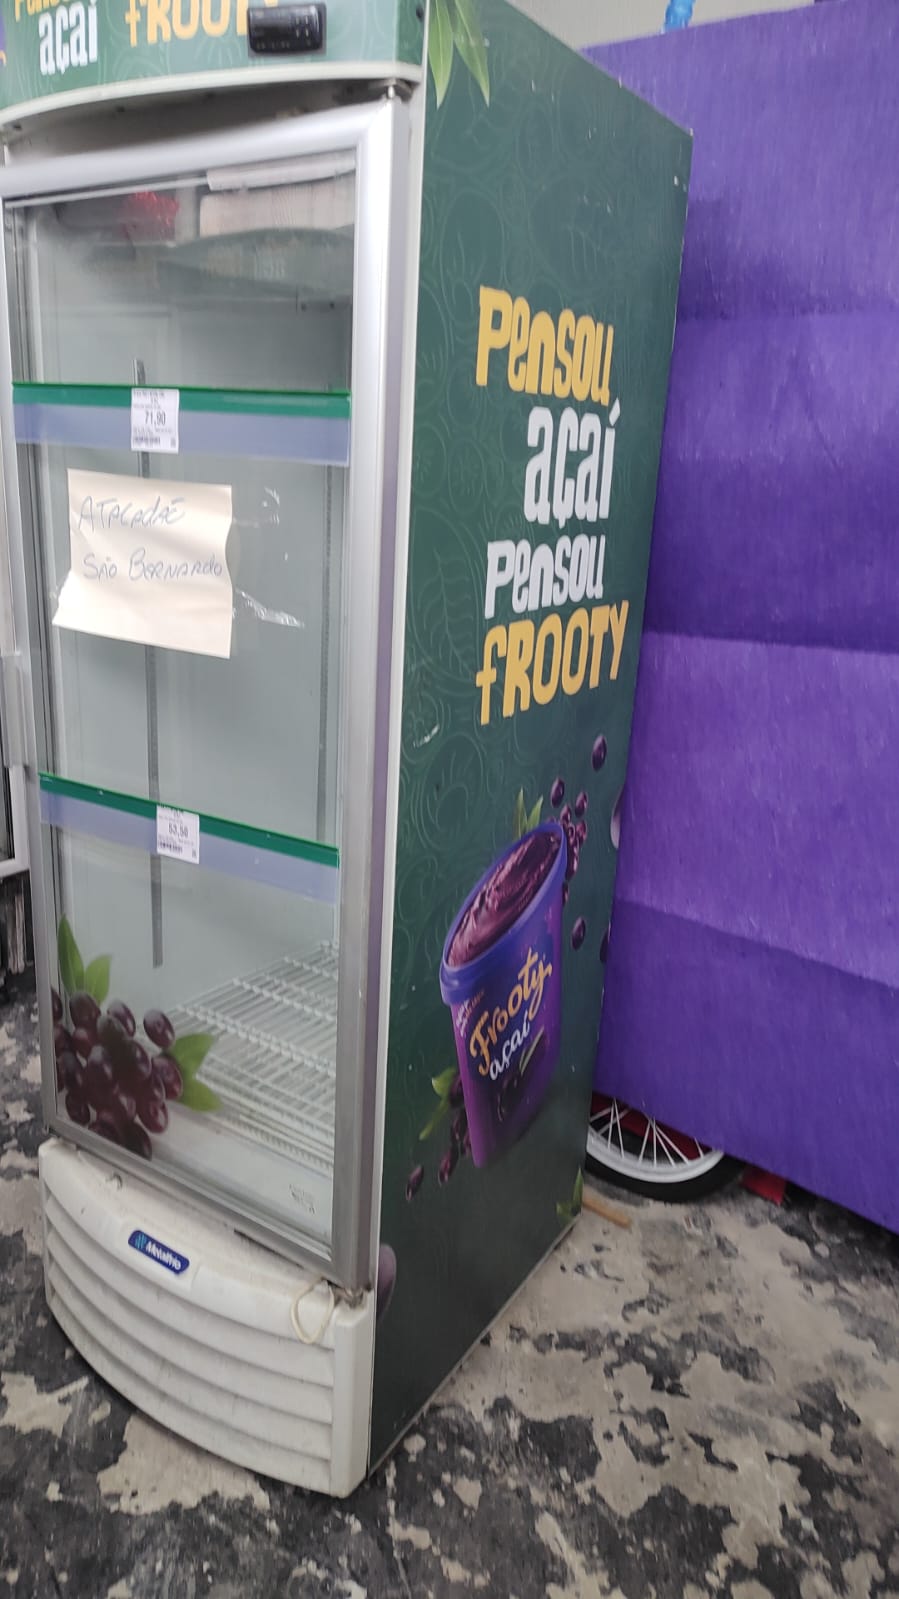 açaí
FROOTY
Pensou
açaí
Pensou
FROOTY
71,90
ATACADÃO
SÃO BERNARDO
53,50
Frooty
açaí
Metalfrio